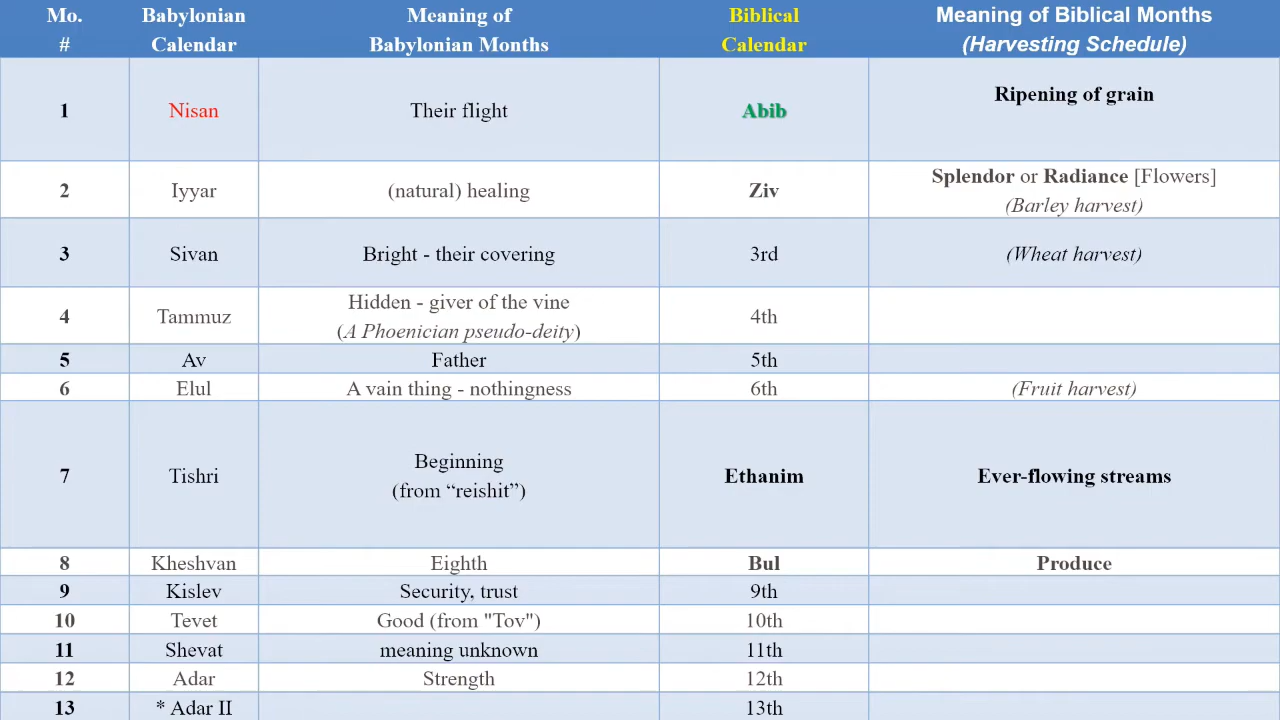 Mo. # Babylonian Calendar Meaning of Babylonian Months Biblical Calendar Meaning of Biblical Months (Harvesting Schedule)
1 Nisan Their flight Abib Ripening of grain
2 Iyyar (natural) healing Ziv Splendor or Radiance [Flowers] (Barley harvest)
3 Sivan Bright - their covering 3rd (Wheat harvest)
4 Tammuz Hidden - giver of the vine (A Phoenician pseudo-deity) 4th
5 Av Father 5th
6 Elul A vain thing - nothingness 6th (Fruit harvest)
7 Tishri Beginning (from “reishit”) Ethanim Ever-flowing streams
8 Kheshvan Eighth Bul Produce
9 Kislev Security, trust 9th
10 Tevet Good (from "Tov") 10th
11 Shevat meaning unknown 11th
12 Adar Strength 12th
13 * Adar II 13th